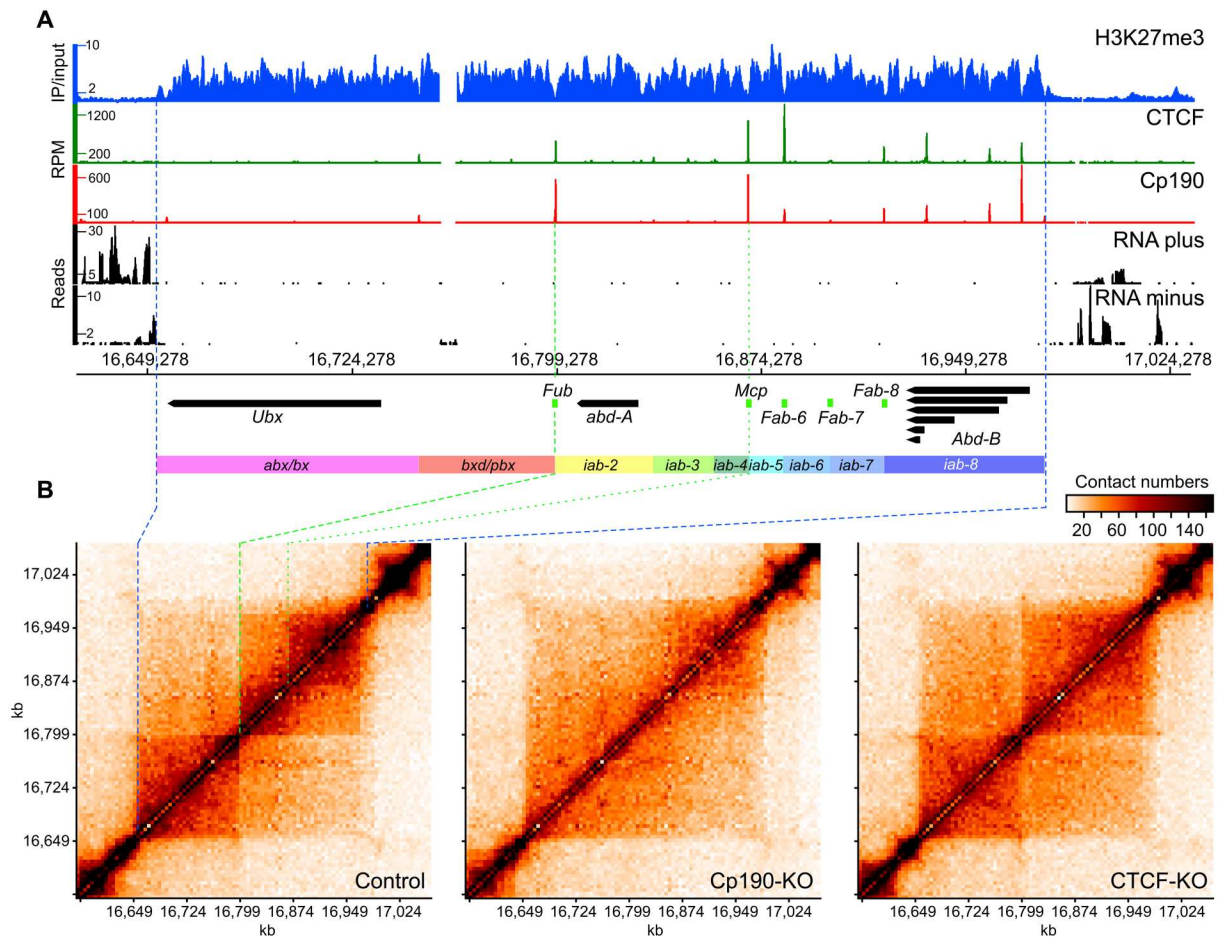 A
H3K27me3
IP/input
10
2
CTCF
RPM
1200
200
Cp190
600
100
RNA plus
Reads
30
5
RNA minus
10
2
16,649,278 16,724,278 16,799,278 16,874,278 16,949,278 17,024,278
Fub Mcp Fab-8
Ubx abd-A Fab-6 Fab-7 Abd-B
abx/bx bxd/pbx iab-2 iab-3 iab-4 iab-5 iab-6 iab-7 iab-8
B
Contact numbers
20 60 100 140
17,024
16,949
16,874
16,799
16,724
16,649
kb
Control Cp190-KO CTCF-KO
16,649 16,724 16,799 16,874 16,949 17,024 16,649 16,724 16,799 16,874 16,949 17,024 16,649 16,724 16,799 16,874 16,949 17,024
kb kb kb